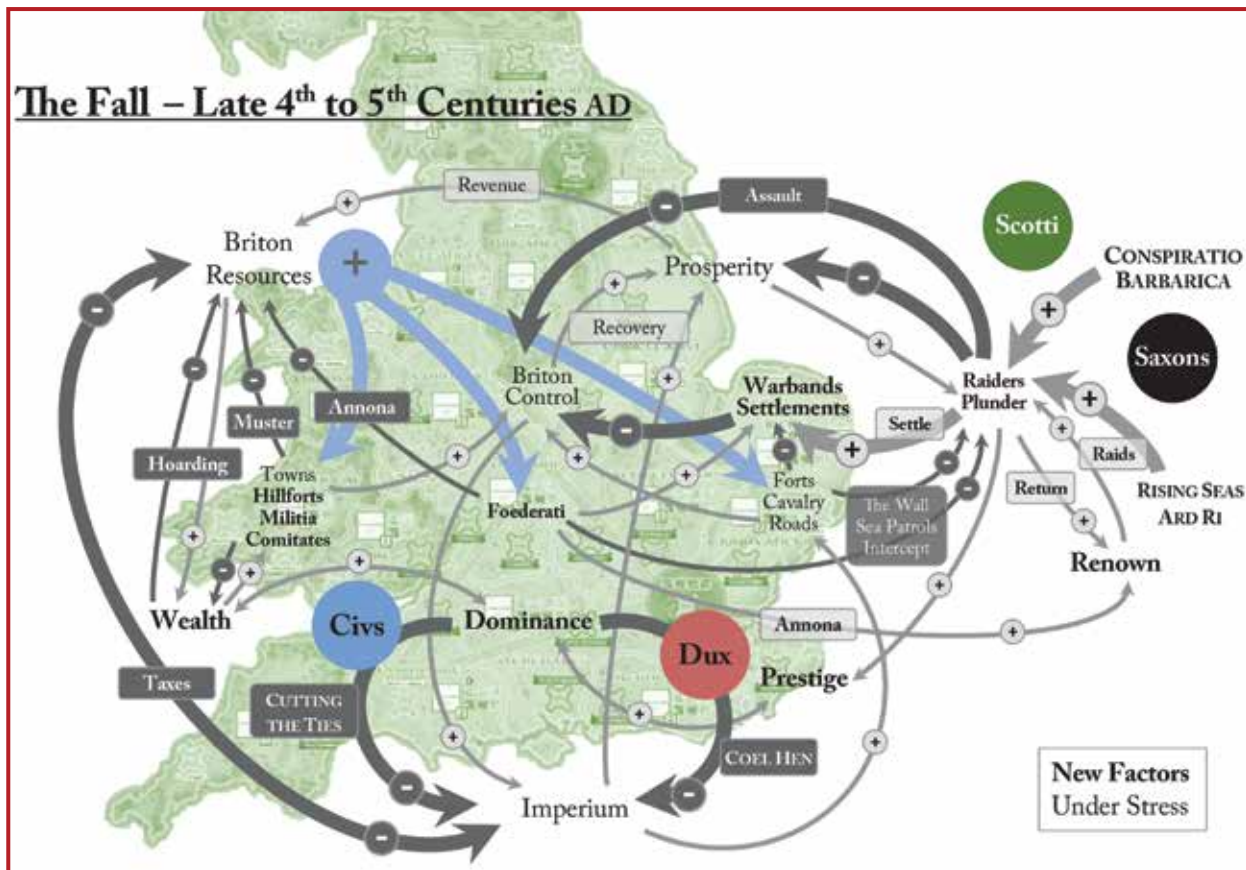 The Fall – Late 4th to 5th Centuries AD
Revenue
+
Assault
-
Scotti
Briton
Resources
+
Prosperity
-
CONSPIRATIO
BARBARICA
+
-
+
Recovery
+
+
Saxons
Briton
Control
Warbands
Settlements
Raiders
Plunder
-
-
Annona
-
Muster
Settle
+
+
+
Raids
Hoarding
+
+
-
-
-
Towns
Hillforts
Militia
Comitates
Foederati
Forts
Cavalry
Roads
The Wall
Sea Patrols
Intercept
Return
RISING SEAS
ARD RI
+
-
+
+
+
+
Renown
Wealth
Civs
Dominance
Dux
Annona
+
Prestige
Taxes
CUTTING
THE TIES
+
+
+
COEL HEN
-
-
Imperium
-
New Factors
Under Stress